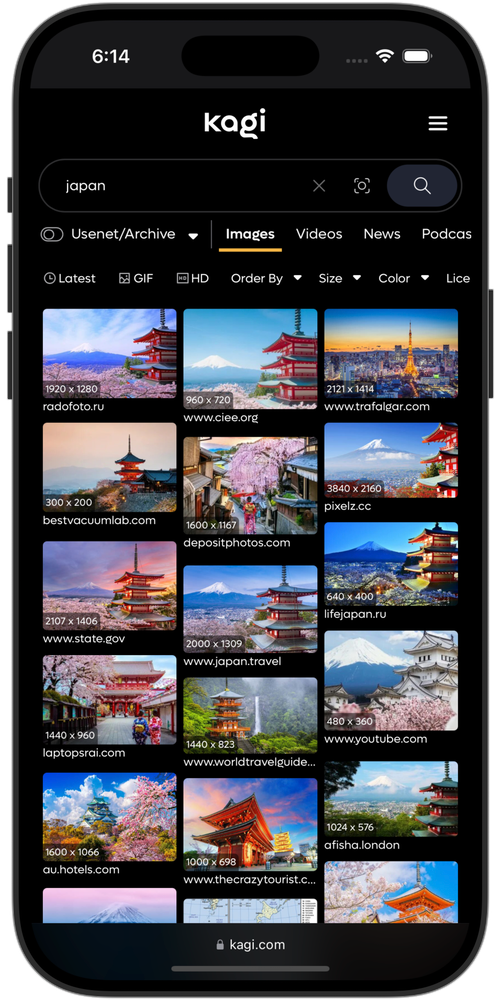 6:14
kagi
japan
Usenet/Archive
Images
Videos
News
Podcas
Latest
GIF
HD
HD
Order By
Size
Color
Lice
1920 x 1280
radofoto.ru
960 x 720
www.ciee.org
2121 x 1414
www.trafalgar.com
300 x 200
bestvacuumlab.com
1600 x 1167
depositphotos.com
3840 x 2160
pixelz.cc
2107 x 1406
www.state.gov
2000 x 1309
www.japan.travel
640 x 400
lifejapan.ru
1440 x 960
laptopsrai.com
1440 x 823
www.worldtravelguide...
480 x 360
www.youtube.com
1600 x 1066
au.hotels.com
1000 x 698
www.thecrazytourist.c...
1024 x 576
afisha.london
kagi.com